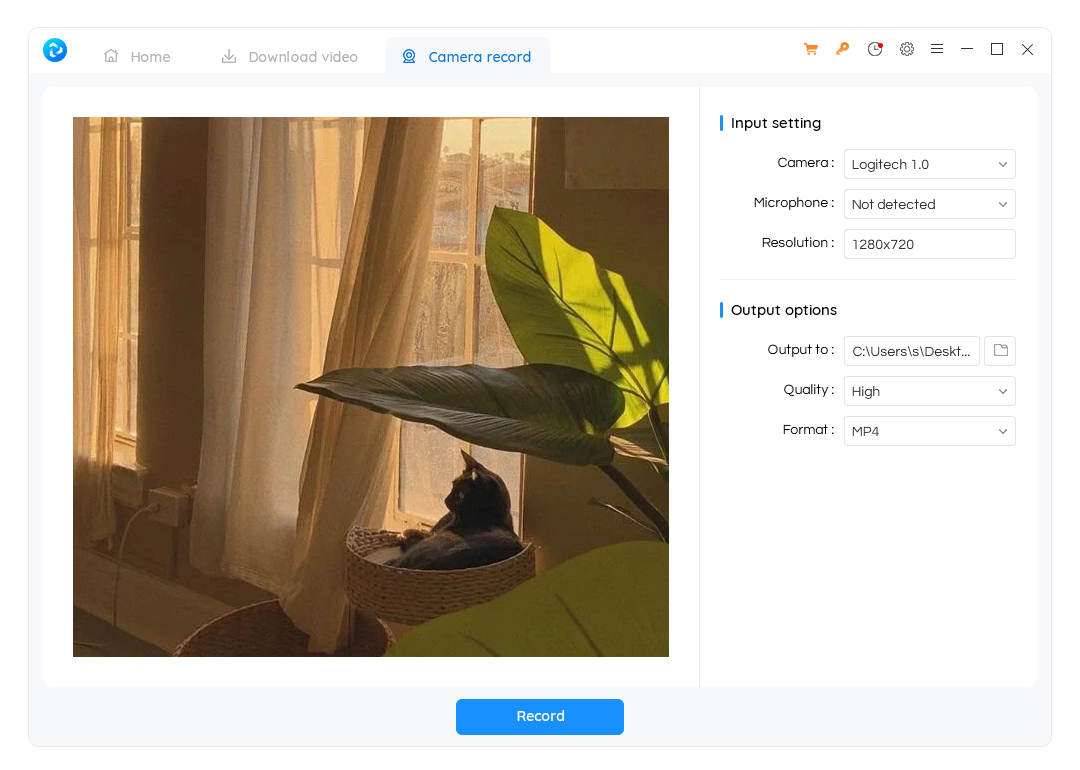 Home
Download video
Camera record
Input setting
Camera : Logitech 1.0
Microphone : Not detected
Resolution : 1280x720
Output options
Output to : C:\Users\s\Deskt...
Quality : High
Format : MP4
Record